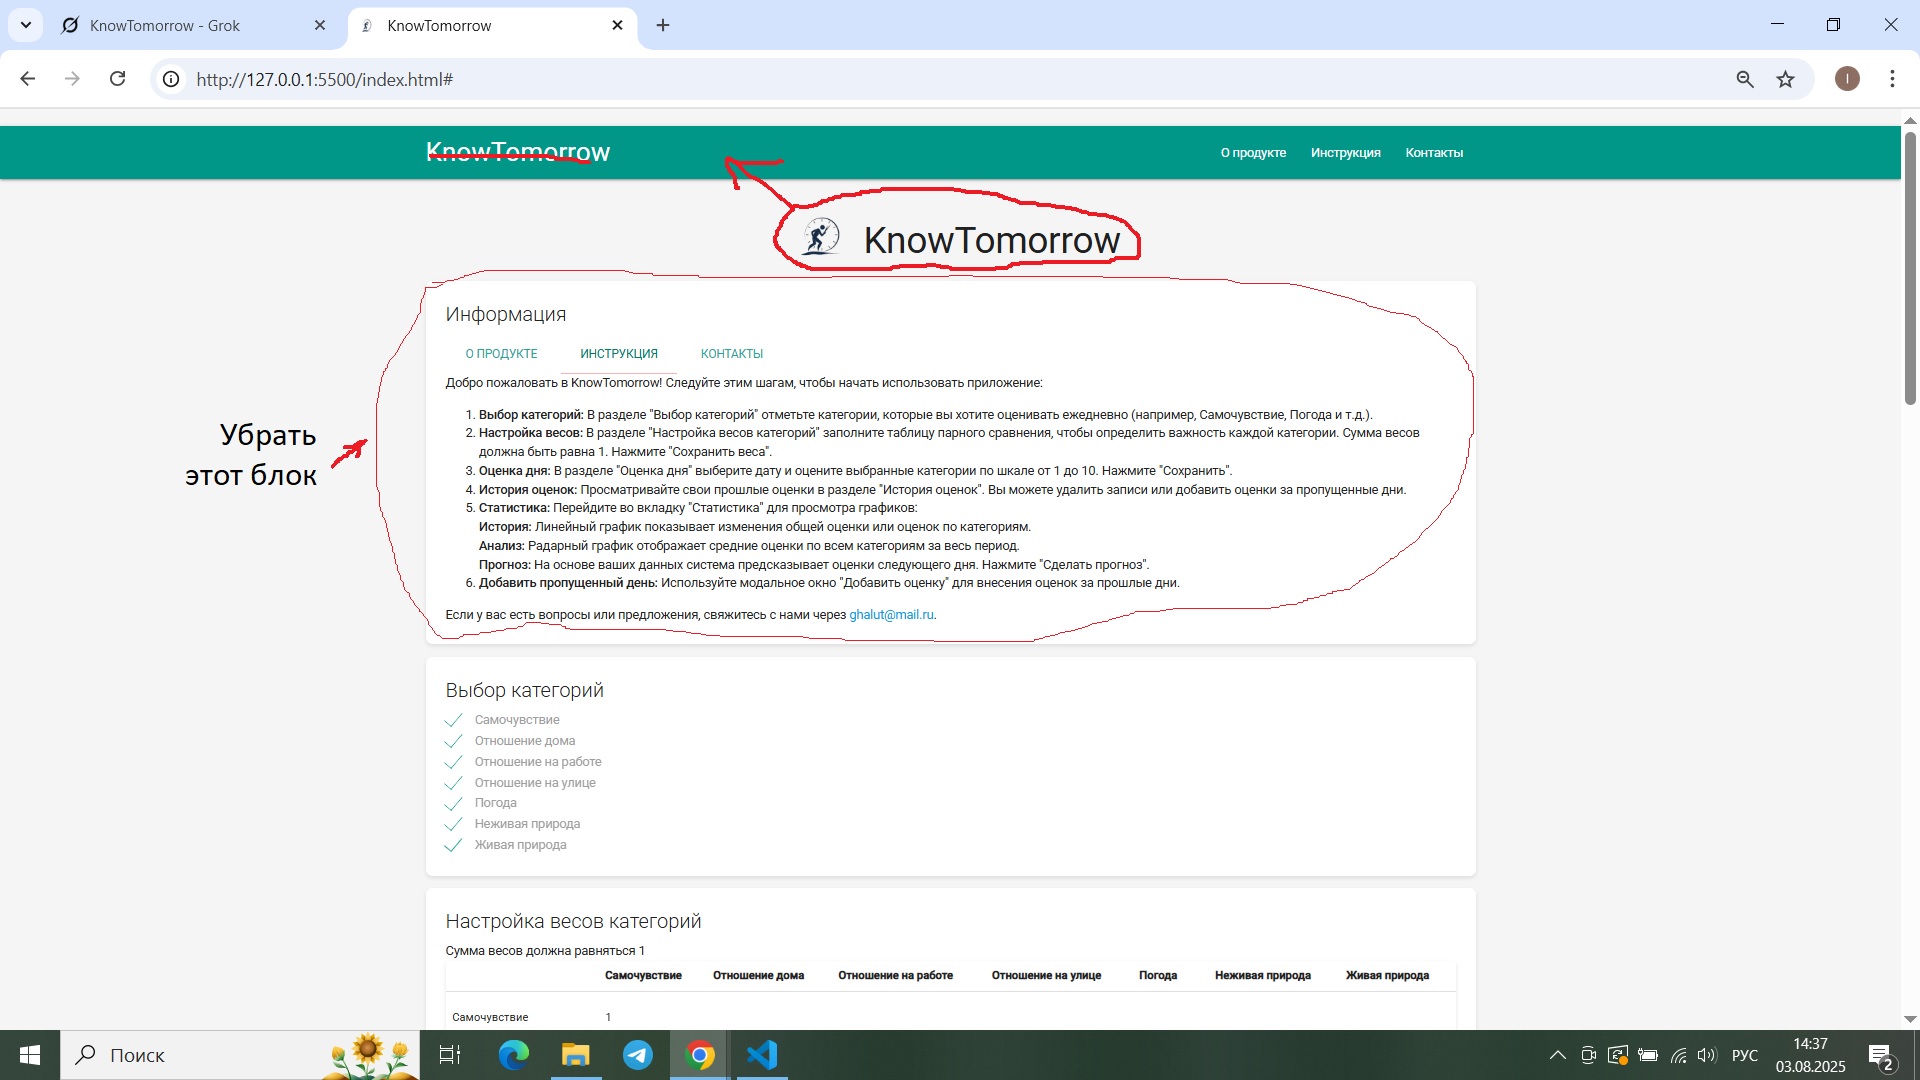 KnowTomorrow - Grok
KnowTomorrow
http://127.0.0.1:5500/index.html#
I
KnowTomorrow
О продукте Инструкция Контакты
KnowTomorrow
Информация
О ПРОДУКТЕ ИНСТРУКЦИЯ КОНТАКТЫ
Добро пожаловать в KnowTomorrow! Следуйте этим шагам, чтобы начать использовать приложение:
1. Выбор категорий: В разделе "Выбор категорий" отметьте категории, которые вы хотите оценивать ежедневно (например, Самочувствие, Погода и т.д.).
2. Настройка весов: В разделе "Настройка весов категорий" заполните таблицу парного сравнения, чтобы определить важность каждой категории. Сумма весов
должна быть равна 1. Нажмите "Сохранить веса".
3. Оценка дня: В разделе "Оценка дня" выберите дату и оцените выбранные категории по шкале от 1 до 10. Нажмите "Сохранить".
4. История оценок: Просматривайте свои прошлые оценки в разделе "История оценок". Вы можете удалить записи или добавить оценки за пропущенные дни.
5. Статистика: Перейдите во вкладку "Статистика" для просмотра графиков:
История: Линейный график показывает изменения общей оценки или оценок по категориям.
Анализ: Радарный график отображает средние оценки по всем категориям за весь период.
Прогноз: На основе ваших данных система предсказывает оценки следующего дня. Нажмите "Сделать прогноз".
6. Добавить пропущенный день: Используйте модальное окно "Добавить оценку" для внесения оценок за прошлые дни.
Если у вас есть вопросы или предложения, свяжитесь с нами через ghalut@mail.ru.
Убрать
этот блок
Выбор категорий
Самочувствие
Отношение дома
Отношение на работе
Отношение на улице
Погода
Неживая природа
Живая природа
Настройка весов категорий
Сумма весов должна равняться 1
Самочувствие Отношение дома Отношение на работе Отношение на улице Погода Неживая природа Живая природа
Самочувствие 1
Поиск
РУС
14:37
03.08.2025
2